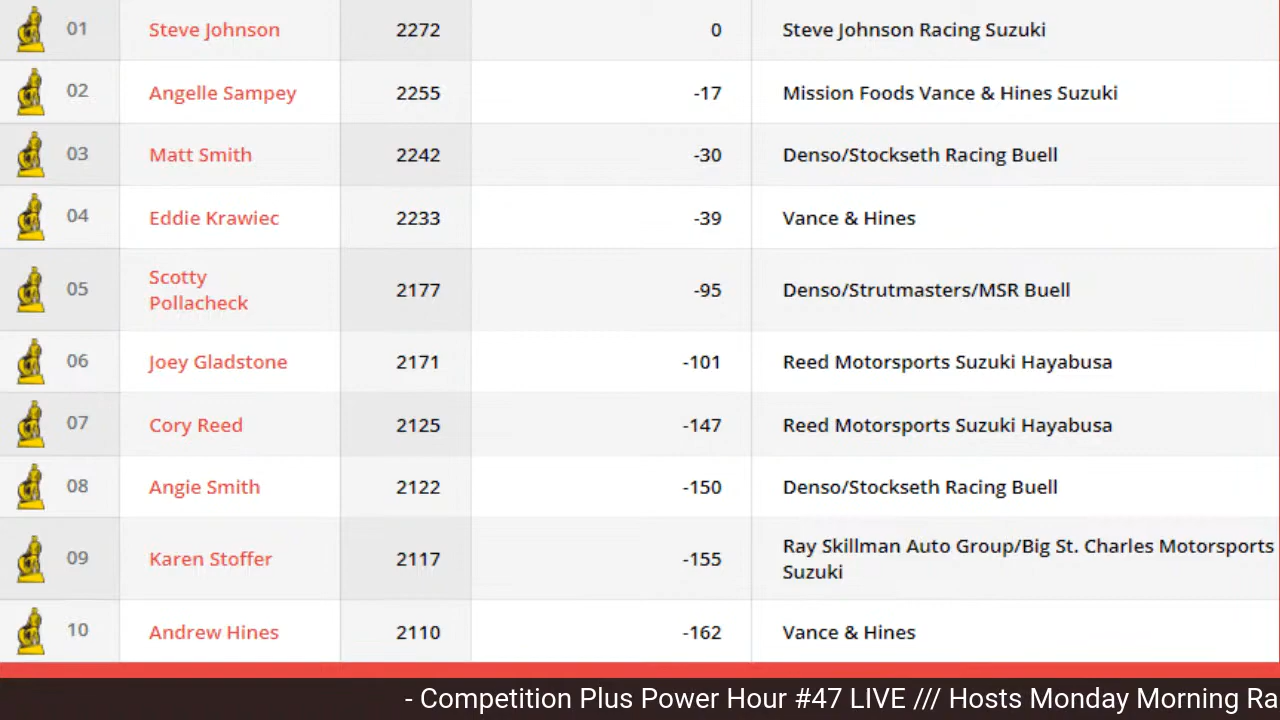 01 Steve Johnson 2272 0 Steve Johnson Racing Suzuki
02 Angelle Sampey 2255 -17 Mission Foods Vance & Hines Suzuki
03 Matt Smith 2242 -30 Denso/Stockseth Racing Buell
04 Eddie Krawiec 2233 -39 Vance & Hines
05 Scotty
Pollacheck 2177 -95 Denso/Strutmasters/MSR Buell
06 Joey Gladstone 2171 -101 Reed Motorsports Suzuki Hayabusa
07 Cory Reed 2125 -147 Reed Motorsports Suzuki Hayabusa
08 Angie Smith 2122 -150 Denso/Stockseth Racing Buell
09 Karen Stoffer 2117 -155 Ray Skillman Auto Group/Big St. Charles Motorsports
Suzuki
10 Andrew Hines 2110 -162 Vance & Hines
- Competition Plus Power Hour #47 LIVE /// Hosts Monday Morning Ra